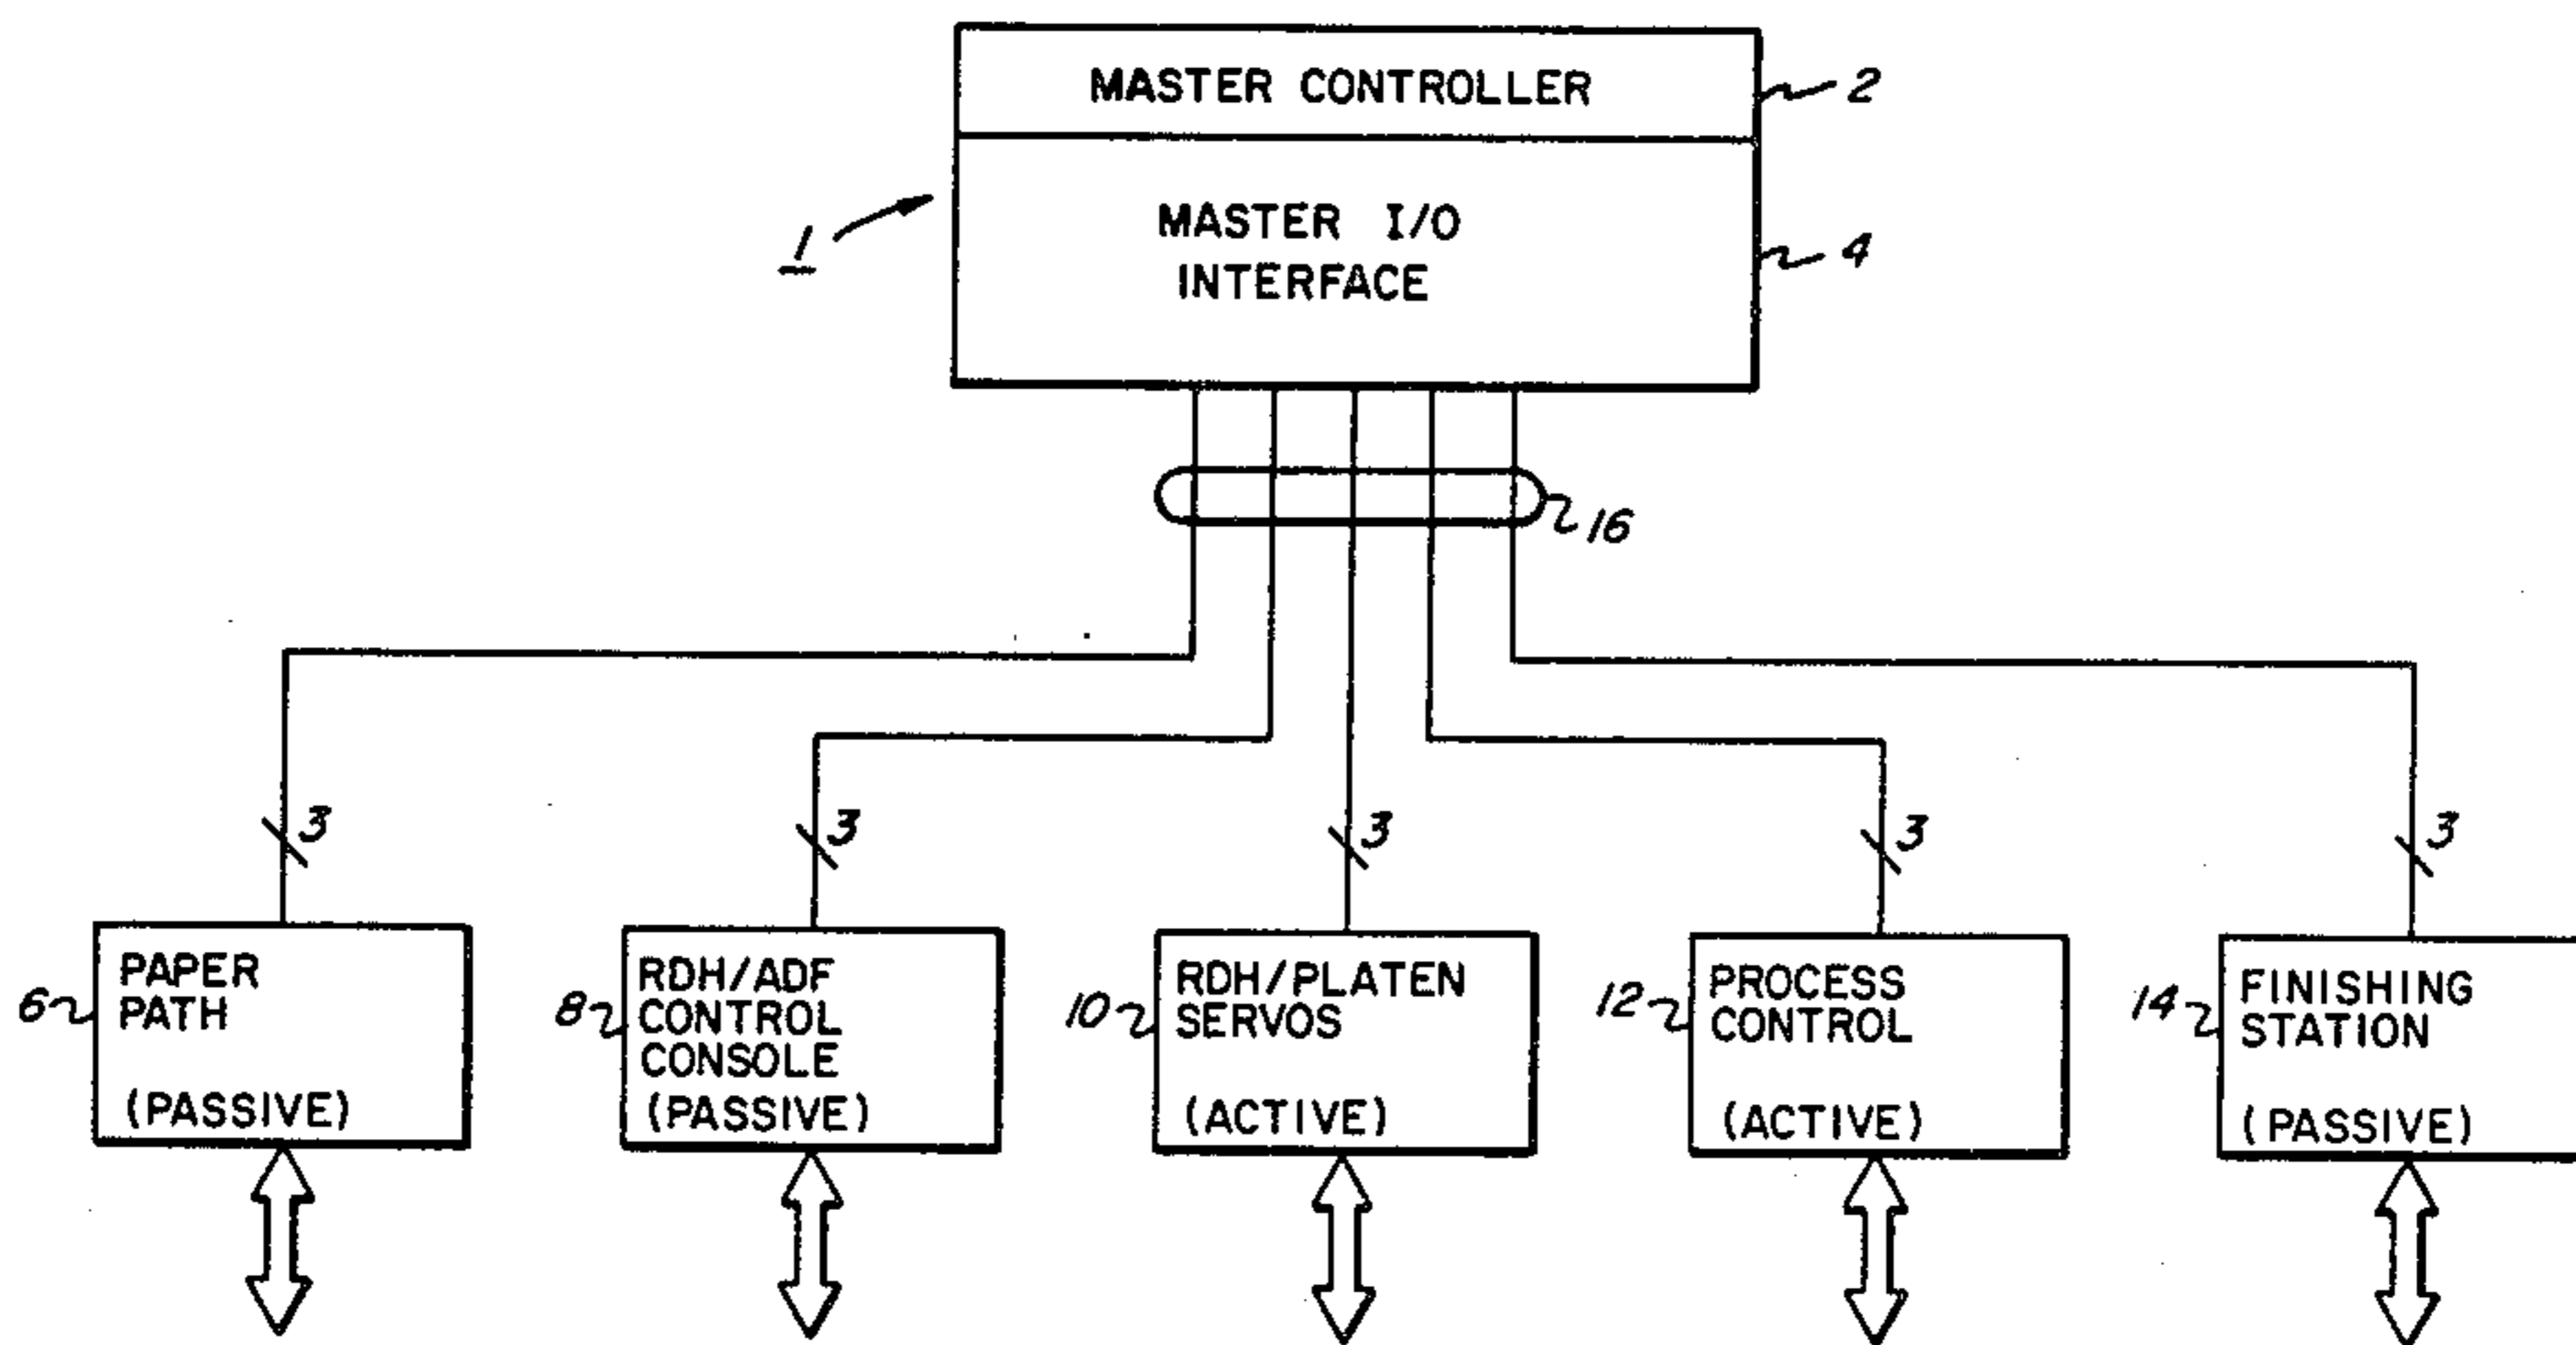 MASTER CONTROLLER
2
MASTER I/O
INTERFACE
4
1
16
3
3
3
3
3
6
PAPER
PATH
(PASSIVE)
8
RDH/ADF
CONTROL
CONSOLE
(PASSIVE)
10
RDH/PLATEN
SERVOS
(ACTIVE)
12
PROCESS
CONTROL
(ACTIVE)
14
FINISHING
STATION
(PASSIVE)